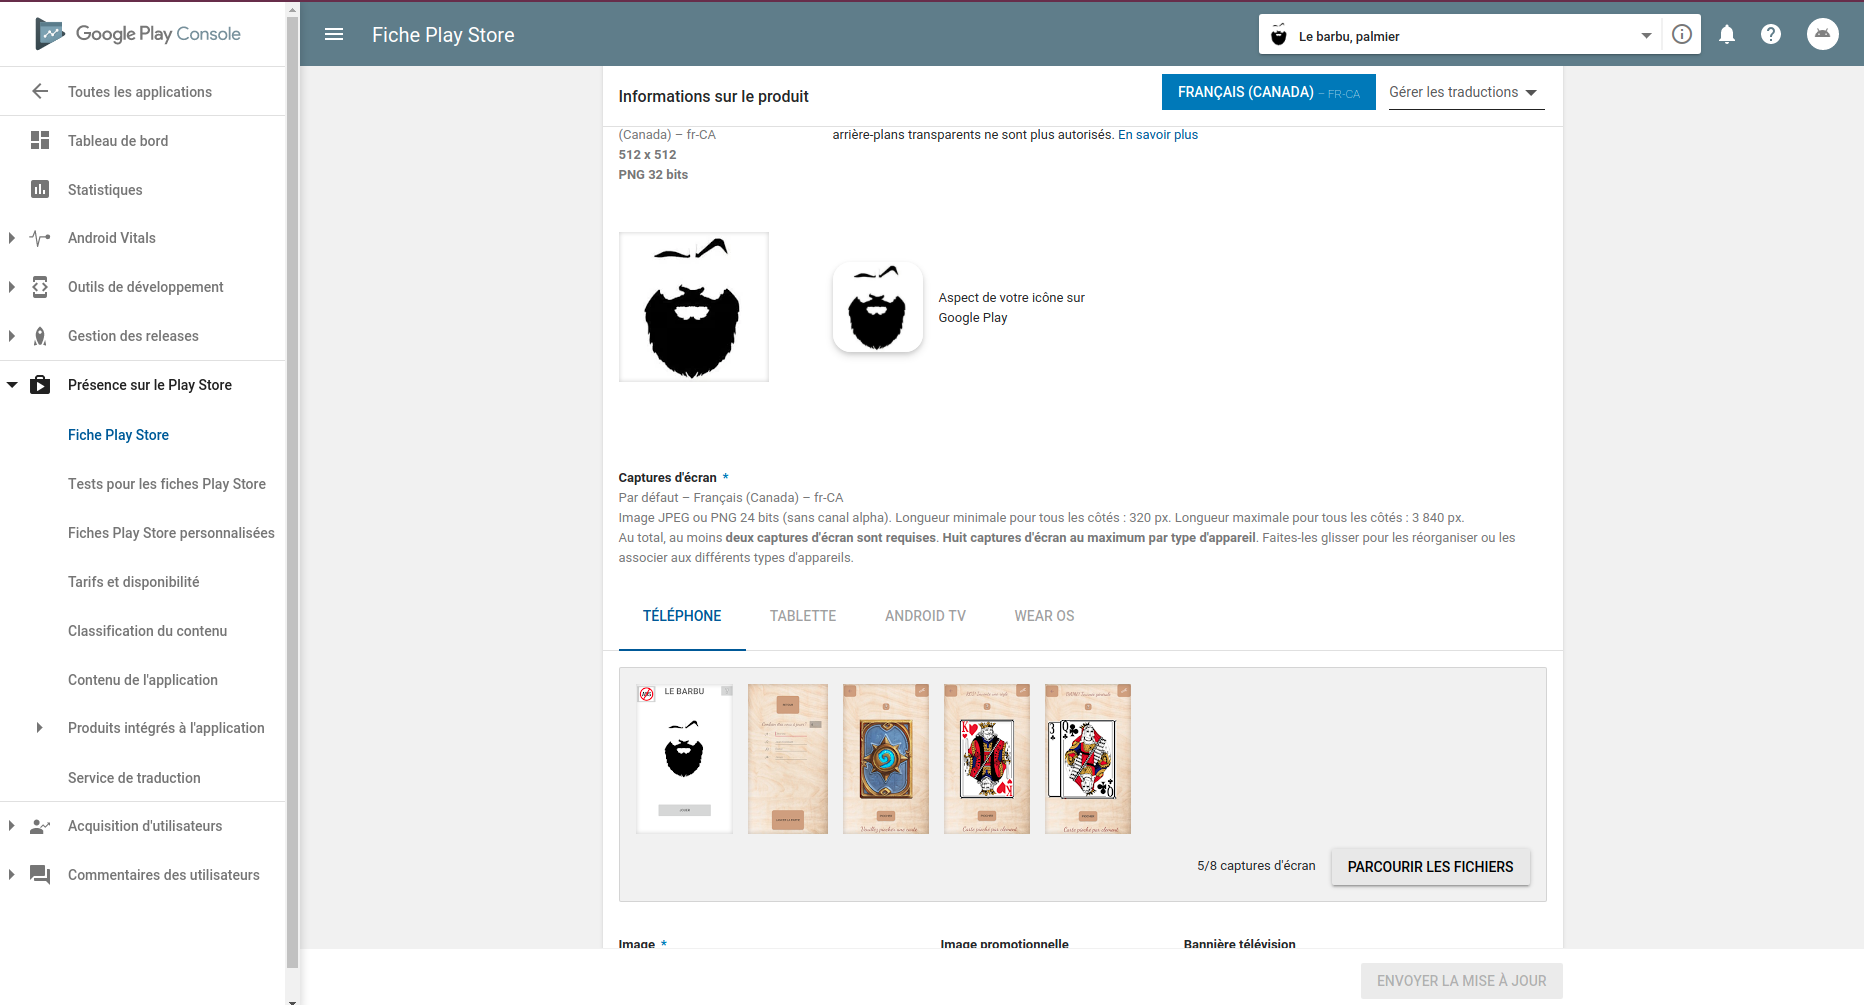 Google Play Console
Fiche Play Store
Le barbu, palmier
Toutes les applications
Tableau de bord
Statistiques
Android Vitals
Outils de développement
Gestion des releases
Présence sur le Play Store
Fiche Play Store
Tests pour les fiches Play Store
Fiches Play Store personnalisées
Tarifs et disponibilité
Classification du contenu
Contenu de l'application
Produits intégrés à l'application
Service de traduction
Acquisition d'utilisateurs
Commentaires des utilisateurs
Informations sur le produit
FRANÇAIS (CANADA) – FR-CA
Gérer les traductions
(Canada) – fr-CA
512 x 512
PNG 32 bits
arrière-plans transparents ne sont plus autorisés. En savoir plus
Aspect de votre icône sur
Google Play
Captures d'écran *
Par défaut – Français (Canada) – fr-CA
Image JPEG ou PNG 24 bits (sans canal alpha). Longueur minimale pour tous les côtés : 320 px. Longueur maximale pour tous les côtés : 3 840 px.
Au total, au moins deux captures d'écran sont requises. Huit captures d'écran au maximum par type d'appareil. Faites-les glisser pour les réorganiser ou les
associer aux différents types d'appareils.
TÉLÉPHONE
TABLETTE
ANDROID TV
WEAR OS
LE BARBU
5/8 captures d'écran
PARCOURIR LES FICHIERS
Image *
Image promotionnelle
Bannière télévision
ENVOYER LA MISE À JOUR